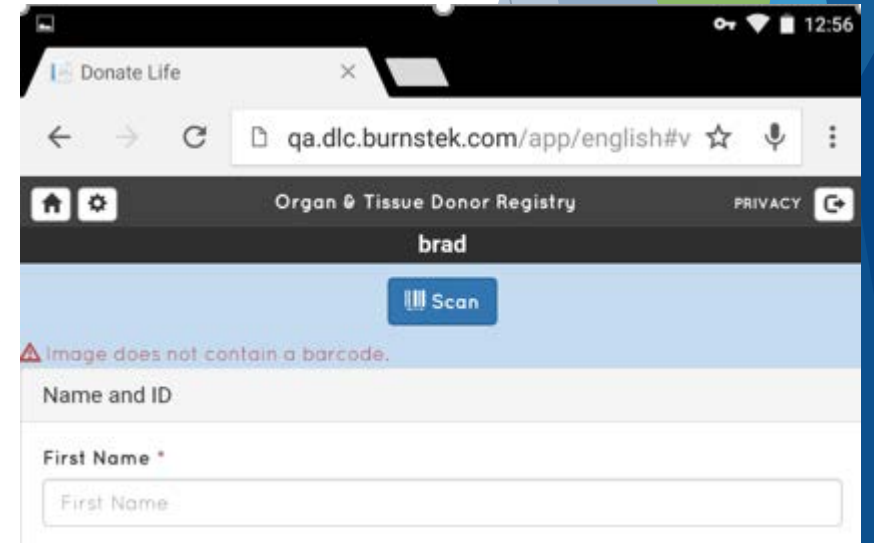 12:56
Donate Life
qa.dlc.burnstek.com/app/english#v
Organ & Tissue Donor Registry PRIVACY
brad
Scan
Image does not contain a barcode.
Name and ID
First Name *
First Name